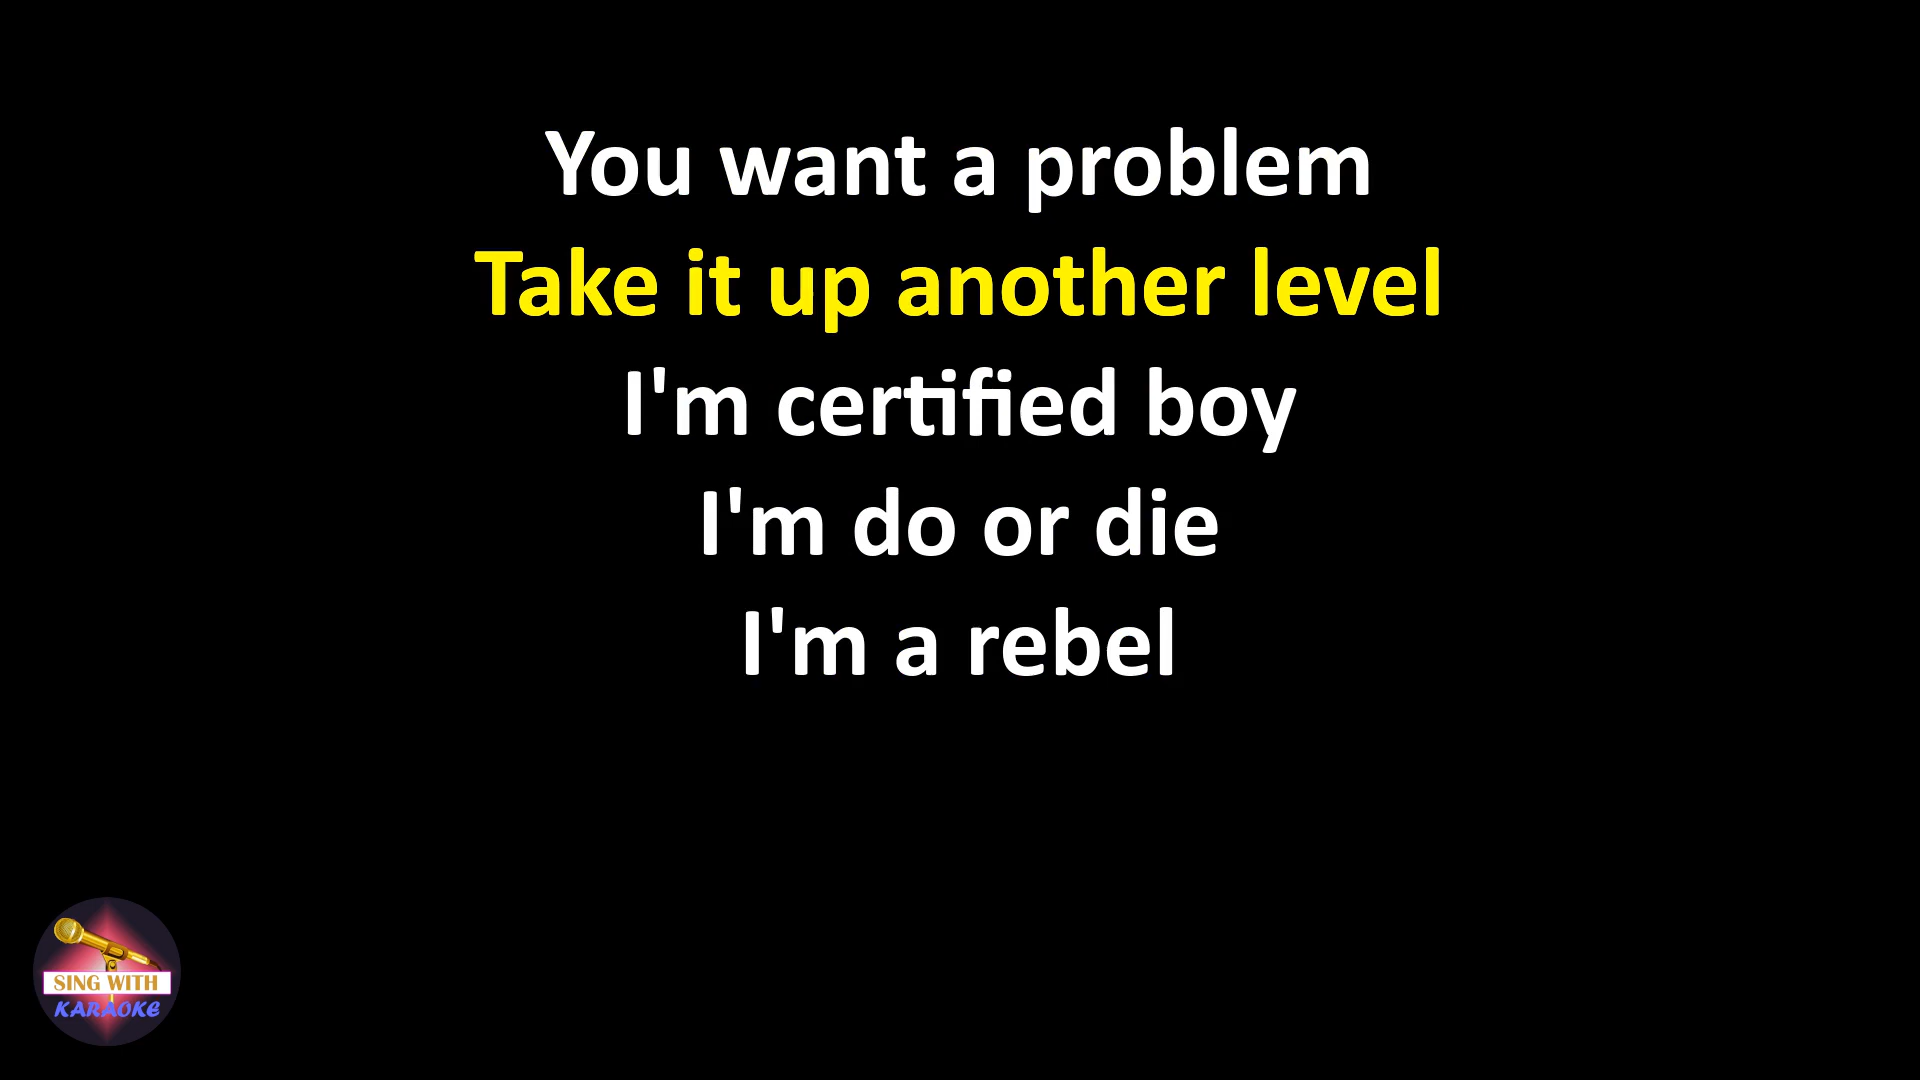 You want a problem
Take it up another level
I'm certified boy
I'm do or die
I'm a rebel
SING WITH
KARAOKE